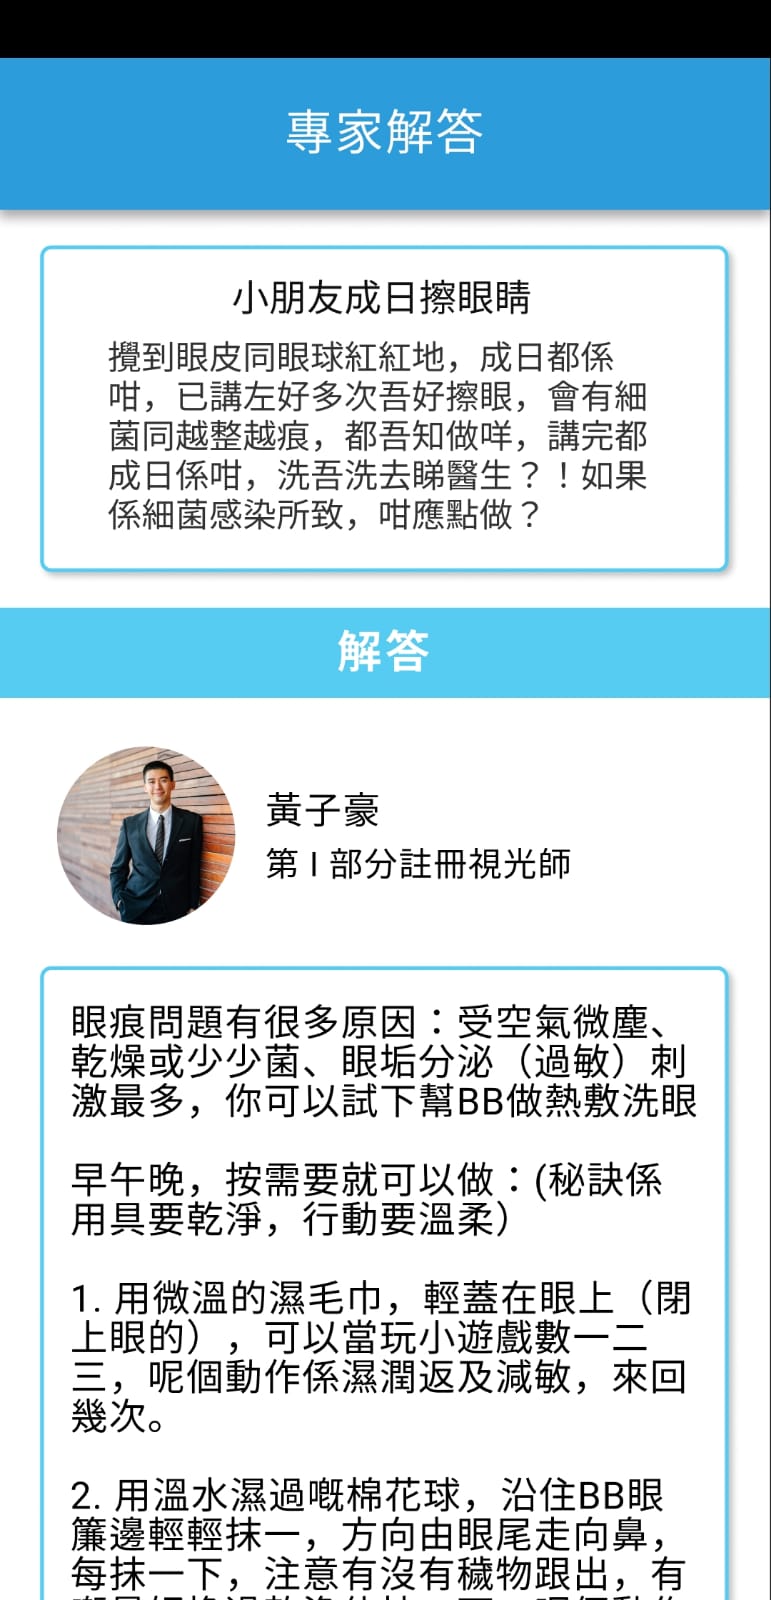 專家解答
小朋友成日擦眼睛
攪到眼皮同眼球紅紅地，成日都係
咁，已講左好多次吾好擦眼，會有細
菌同越整越痕，都吾知做咩，講完都
成日係咁，洗吾洗去睇醫生？！如果
係細菌感染所致，咁應點做？
解答
黃子豪
第 I 部分註冊視光師
眼痕問題有很多原因：受空氣微塵、
乾燥或少少菌、眼垢分泌（過敏）刺
激最多，你可以試下幫BB做熱敷洗眼
早午晚，按需要就可以做：(秘訣係
用具要乾淨，行動要溫柔）
1. 用微溫的濕毛巾，輕蓋在眼上（閉
上眼的），可以當玩小遊戲數一二
三，呢個動作係濕潤返及減敏，來回
幾次。
2. 用溫水濕過嘅棉花球，沿住BB眼
簾邊輕輕抹一，方向由眼尾走向鼻，
每抹一下，注意有沒有穢物跟出，有